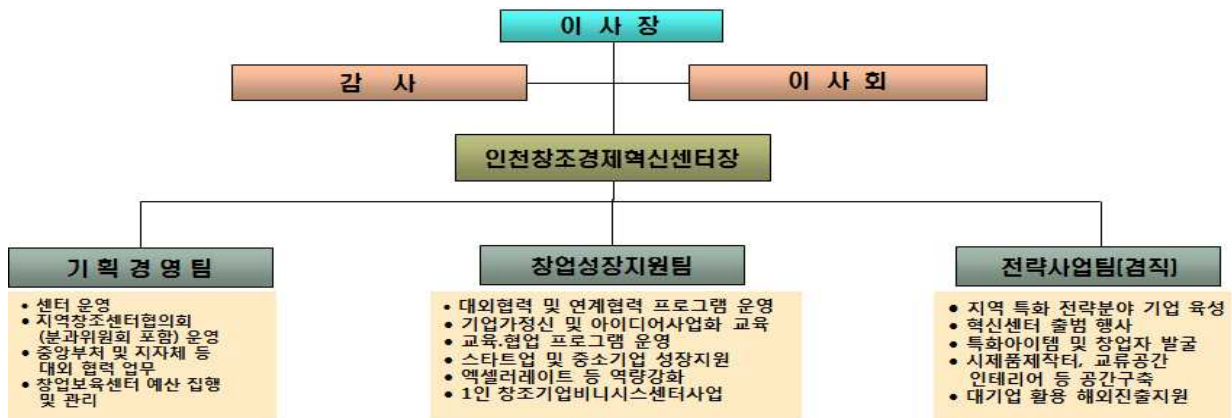 이 사 장
감 사
이 사 회
인천창조경제혁신센터장
기 획 경 영 팀
• 센터 운영
• 지역창조센터협의회
(분과위원회 포함) 운영
• 중앙부처 및 지자체 등
대외 협력 업무
• 창업보육센터 예산 집행
및 관리
창업성장지원팀
• 대외협력 및 연계협력 프로그램 운영
• 기업가정신 및 아이디어사업화 교육
• 교육.협업 프로그램 운영
• 스타트업 및 중소기업 성장지원
• 엑셀러레이트 등 역량강화
• 1인 창조기업비니시스센터사업
전략사업팀(겸직)
• 지역 특화 전략분야 기업 육성
• 혁신센터 출범 행사
• 특화아이템 및 창업자 발굴
• 시제품제작터, 교류공간
인테리어 등 공간구축
• 대기업 활용 해외진출지원